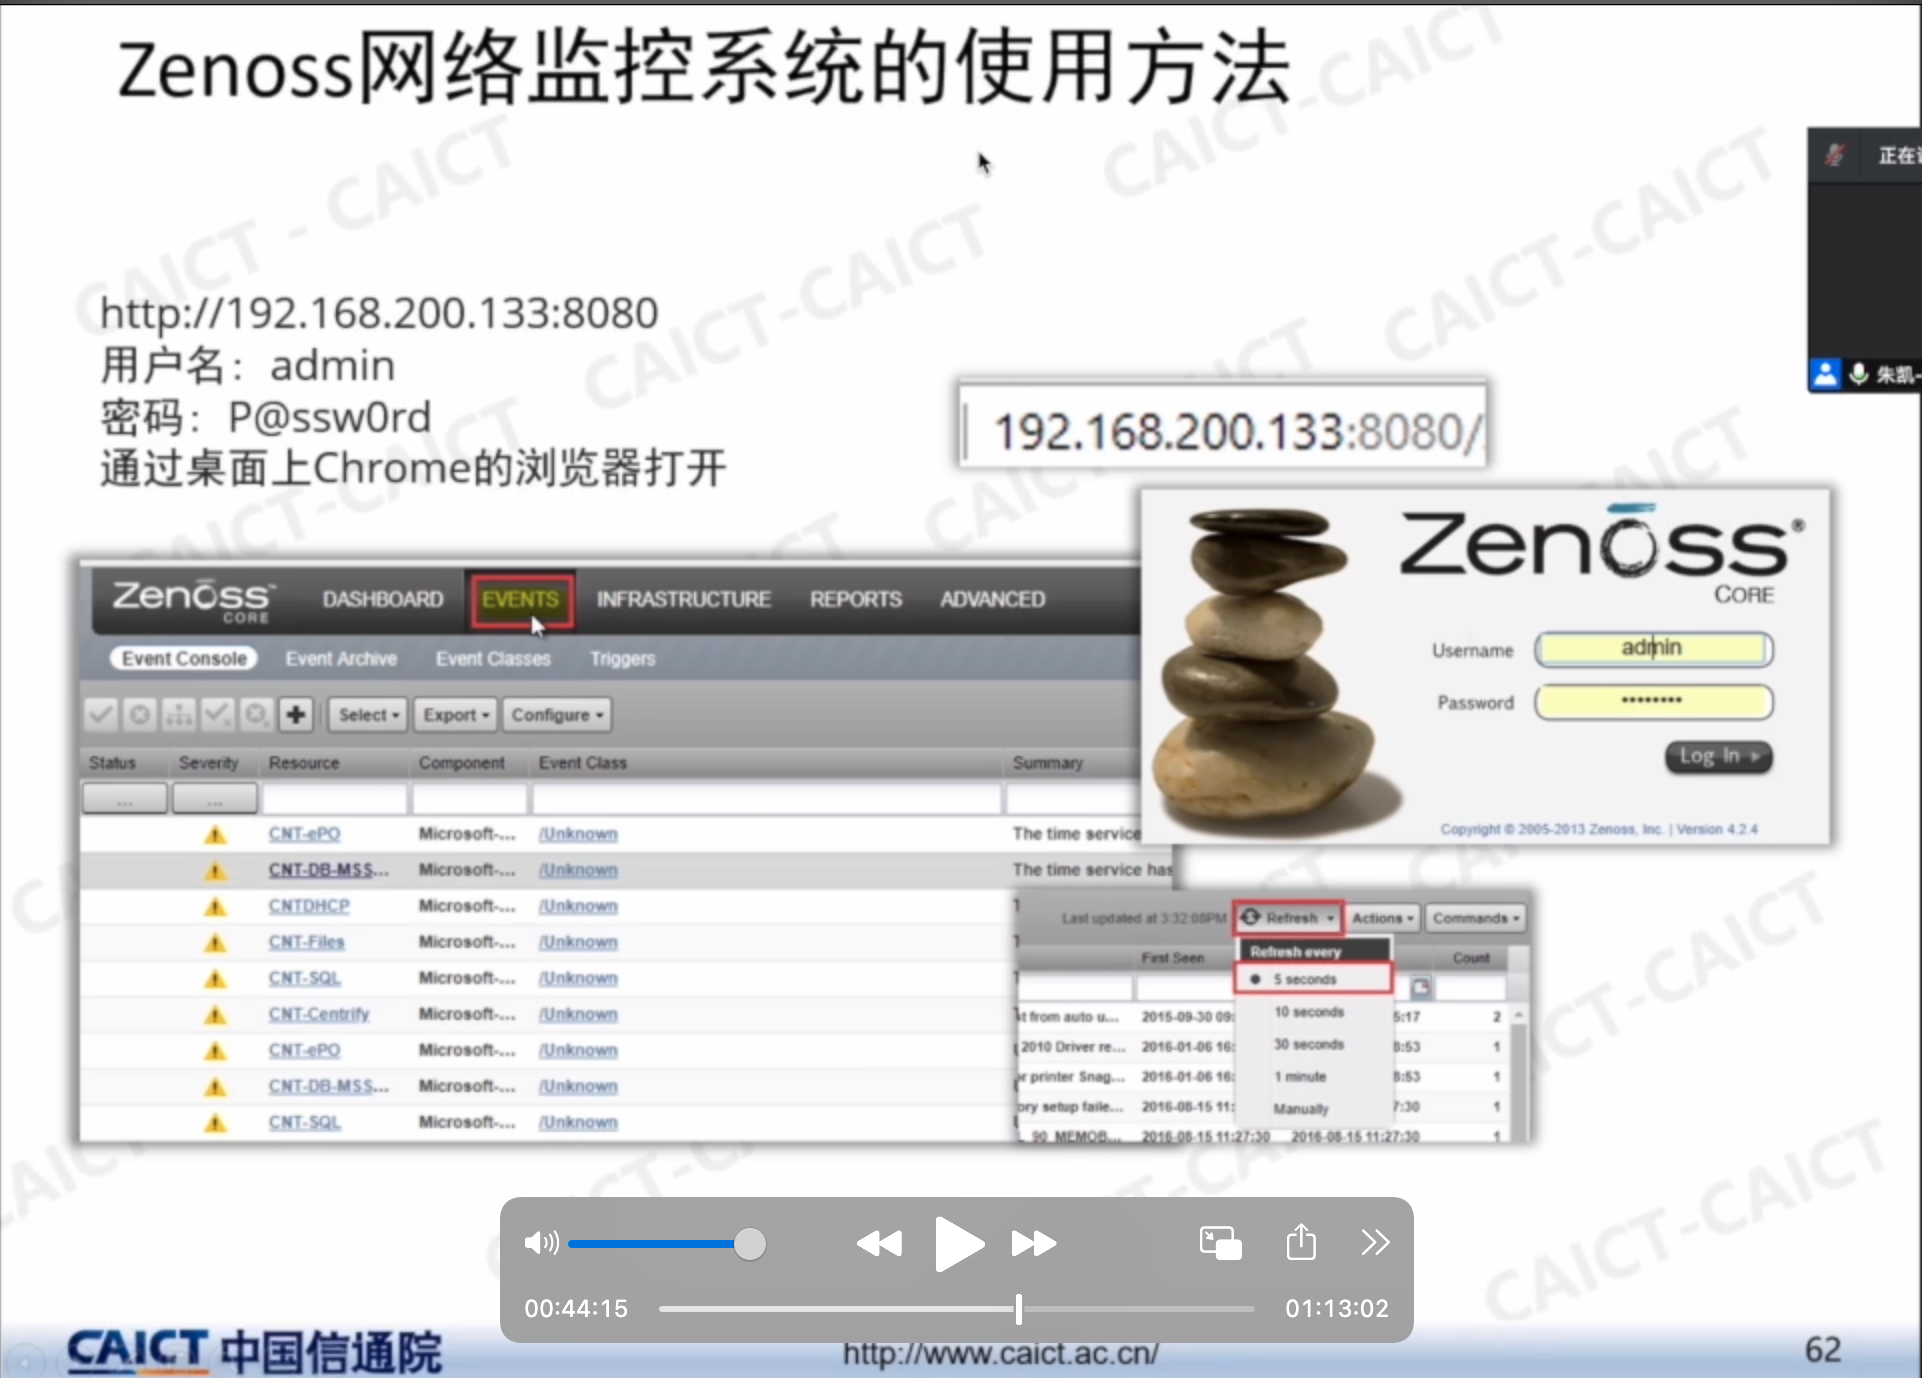 Zenoss网络监控系统的使用方法
正在
http://192.168.200.133:8080
用户名：admin
密码：P@ssw0rd
通过桌面上Chrome的浏览器打开
朱凯-
192.168.200.133:8080/
Zenoss®
CORE
Username admin
Password ••••••••
Log In
Copyright © 2005-2013 Zenoss, Inc. | Version 4.2.4
Zenoss™ CORE DASHBOARD EVENTS INFRASTRUCTURE REPORTS ADVANCED
Event Console Event Archive Event Classes Triggers
Select Export Configure
Status Severity Resource Component Event Class Summary
... ...
CNT-ePO Microsoft-... /Unknown The time service
CNT-DB-MSS... Microsoft-... /Unknown The time service has
CNTDHCP Microsoft-... /Unknown
CNT-Files Microsoft-... /Unknown
CNT-SQL Microsoft-... /Unknown
CNT-Centrify Microsoft-... /Unknown
CNT-ePO Microsoft-... /Unknown
CNT-DB-MSS... Microsoft-... /Unknown
CNT-SQL Microsoft-... /Unknown
Last updated at 3:32:08PM Refresh Actions Commands
Refresh every
First Seen Count
5 seconds
10 seconds
30 seconds
1 minute
Manually
from auto u... 2015-09-30 09: 5:17 2
2010 Driver re... 2016-01-06 16: 8:53 1
printer Snag... 2016-01-06 16: 8:53 1
ory setup faile... 2016-08-15 11: 7:30 1
90 MEMOB... 2016-08-15 11:27:30 2016-08-15 11:27:30 1
00:44:15 01:13:02
CAICT 中国信通院
http://www.caict.ac.cn/
62
CAICT-CAICT